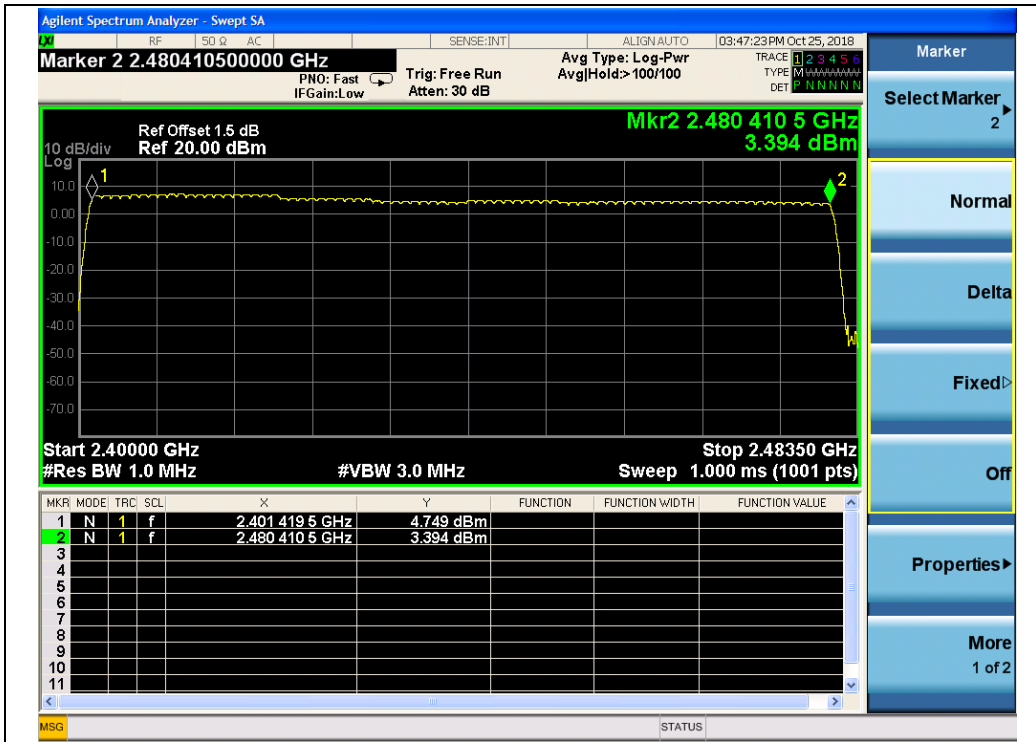 Agilent Spectrum Analyzer - Swept SA
LXI RF 50 Ω AC SENSE:INT ALIGN AUTO 03:47:23 PM Oct 25, 2018
Marker 2 2.480410500000 GHz
PNO: Fast
IFGain:Low
Trig: Free Run
Atten: 30 dB
Avg Type: Log-Pwr
Avg|Hold:>100/100
TRACE 1 2 3 4 5 6
TYPE M
DET P N N N N N
Ref Offset 1.5 dB
Ref 20.00 dBm
10 dB/div
Log
Mkr2 2.480 410 5 GHz
3.394 dBm
1
2
10.0
0.00
-10.0
-20.0
-30.0
-40.0
-50.0
-60.0
-70.0
Start 2.40000 GHz Stop 2.48350 GHz
#Res BW 1.0 MHz #VBW 3.0 MHz Sweep 1.000 ms (1001 pts)
MKR MODE TRC SCL X Y FUNCTION FUNCTION WIDTH FUNCTION VALUE
1 N 1 f 2.401 419 5 GHz 4.749 dBm
2 N 1 f 2.480 410 5 GHz 3.394 dBm
3
4
5
6
7
8
9
10
11
MSG STATUS
Marker
Select Marker
2
Normal
Delta
Fixed
Off
Properties
More
1 of 2